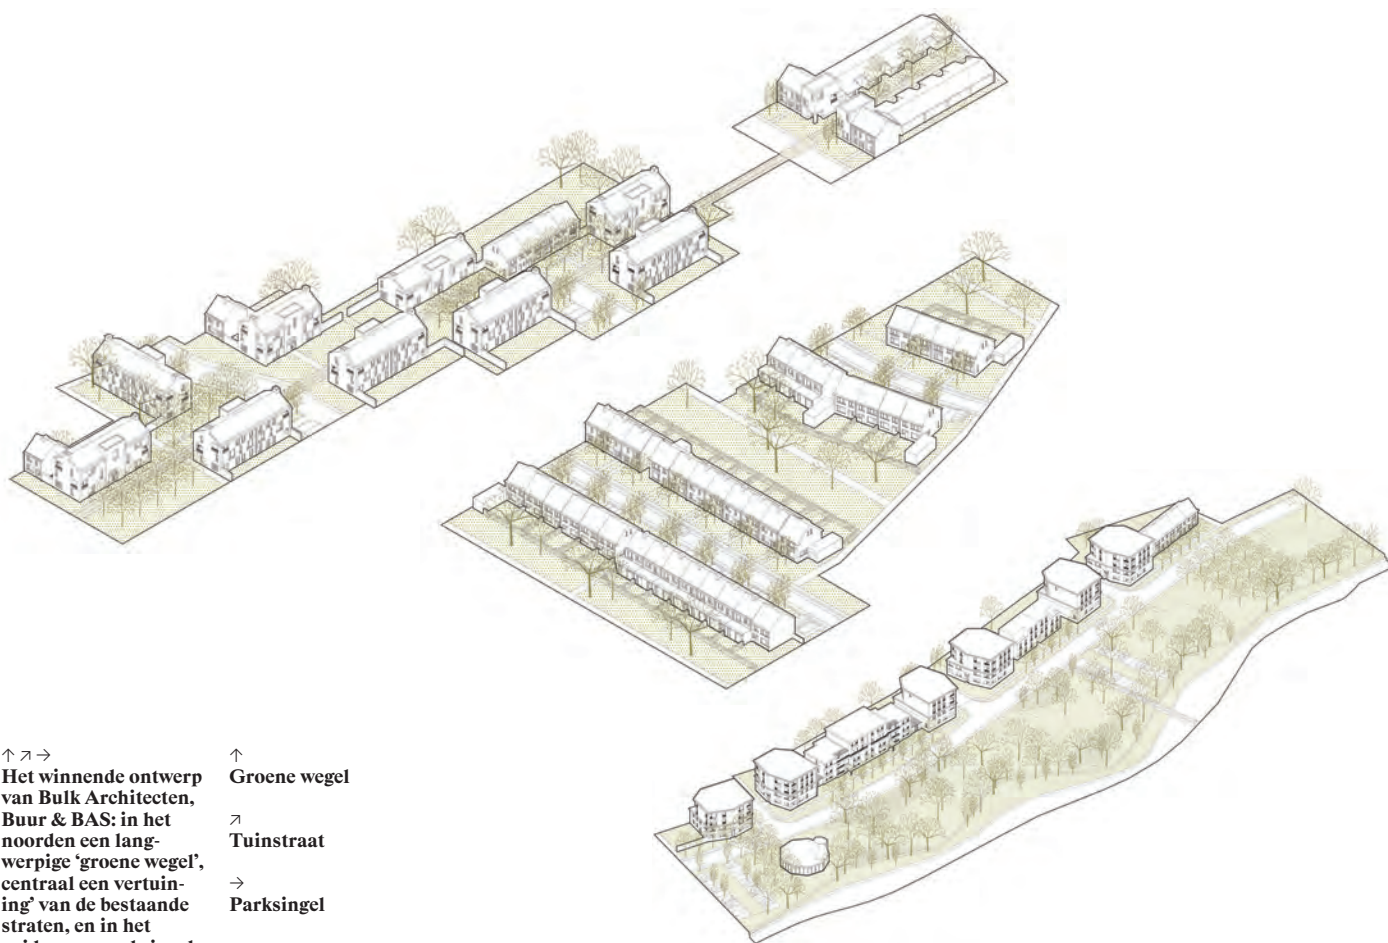 ↑ ↗ →
Het winnende ontwerp
van Bulk Architecten,
Buur & BAS: in het
noorden een lang-
werpige ‘groene wegel’,
centraal een vertuin-
ing’ van de bestaande
straten, en in het
↑
Groene wegel
↗
Tuinstraat
→
Parksingel